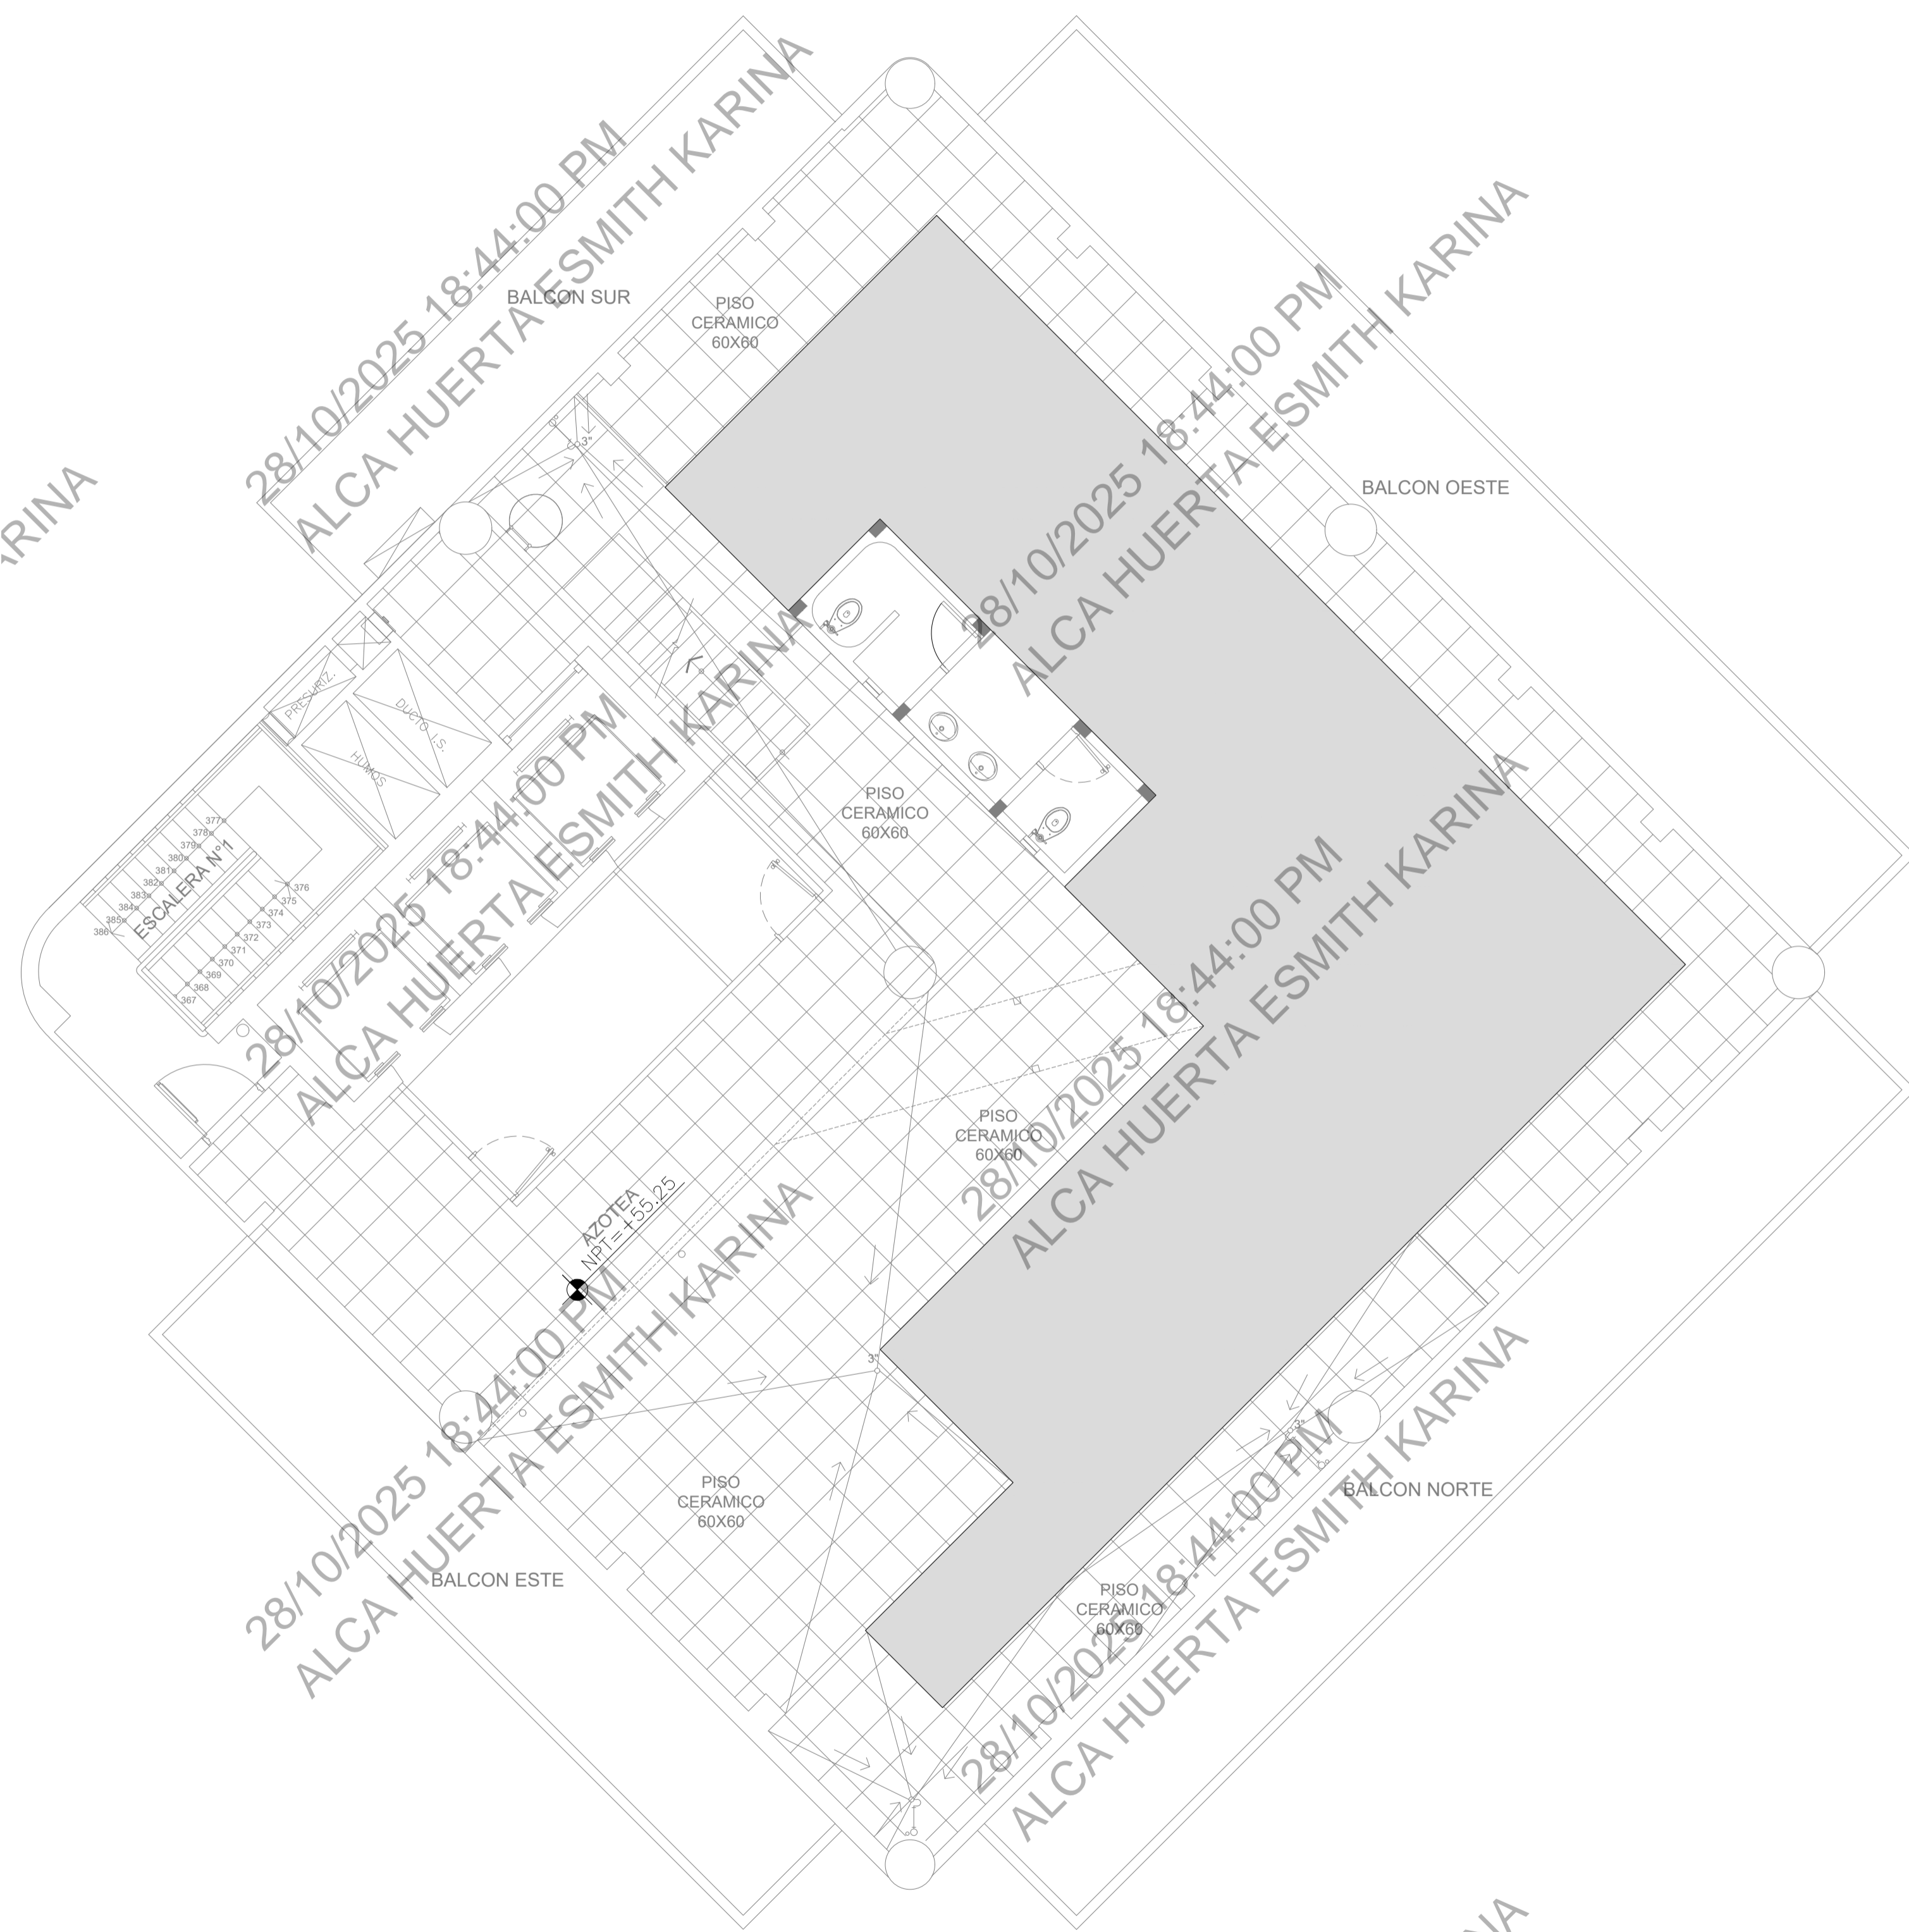 ALCA HUERTA ESMITH KARINA
28/10/2025 18:44:00 PM
ALCA HUERTA ESMITH KARINA
BALCON SUR
PISO
CERAMICO
60X60
28/10/2025 18:44:00 PM
ALCA HUERTA ESMITH KARINA
BALCON OESTE
ARINA
3"
PRESURIZ.
DUCTO I.S.
HUMOS
28/10/2025 18:44:00 PM
ALCA HUERTA ESMITH KARINA
PISO
CERAMICO
60X60
377
378
379
380
381
382
383
384
385
386
ESCALERA N°1
376
375
374
373
372
371
370
369
368
367
28/10/2025 18:44:00 PM
ALCA HUERTA ESMITH KARINA
PISO
CERAMICO
60X60
AZOTEA
NPT=+55.25
3"
28/10/2025 18:44:00 PM
ALCA HUERTA ESMITH KARINA
PISO
CERAMICO
60X60
3"
BALCON NORTE
BALCON ESTE
PISO
CERAMICO
60X60
28/10/2025 18:44:00 PM
ALCA HUERTA ESMITH KARINA
RINA